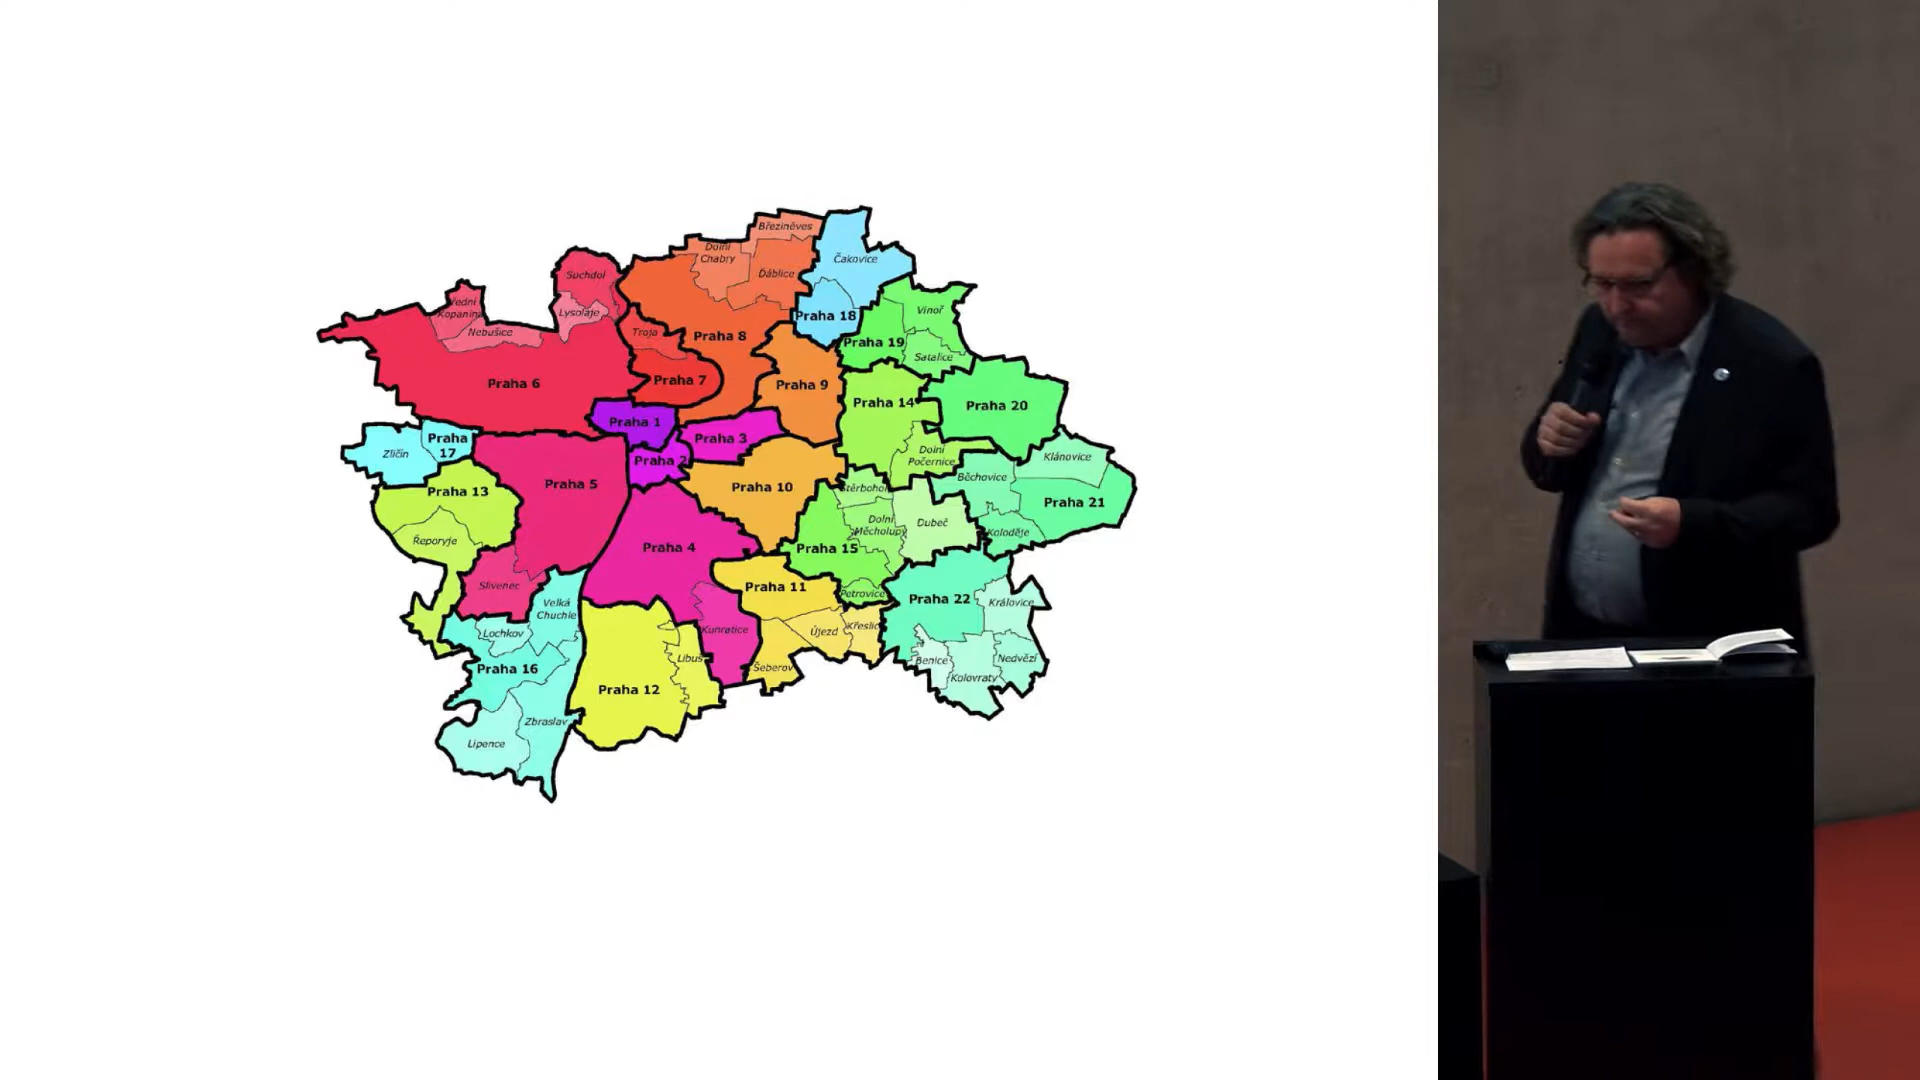 Březiněves
Dolní
Chabry
Čakovice
Ďáblice
Suchdol
Lysolaje
Kopanina
Nebušice
Vinoř
Praha 18
Troja
Praha 8
Praha 19
Satalice
Praha 6
Praha 7
Praha 9
Praha 14
Praha 20
Praha 1
Praha
17
Praha 3
Zličín
Praha 2
Dolní
Počernice
Klánovice
Praha 5
Praha 10
Běchovice
Praha 13
Štěrboholy
Praha 21
Dolní
Měcholupy
Dubeč
Koloděje
Řeporyje
Praha 4
Praha 15
Slivenec
Praha 11
Petrovice
Praha 22
Královice
Velká
Chuchle
Lochkov
Kunratice
Újezd
Křeslice
Praha 16
Libuš
Šeberov
Benice
Nedvězí
Kolovraty
Praha 12
Zbraslav
Lipence